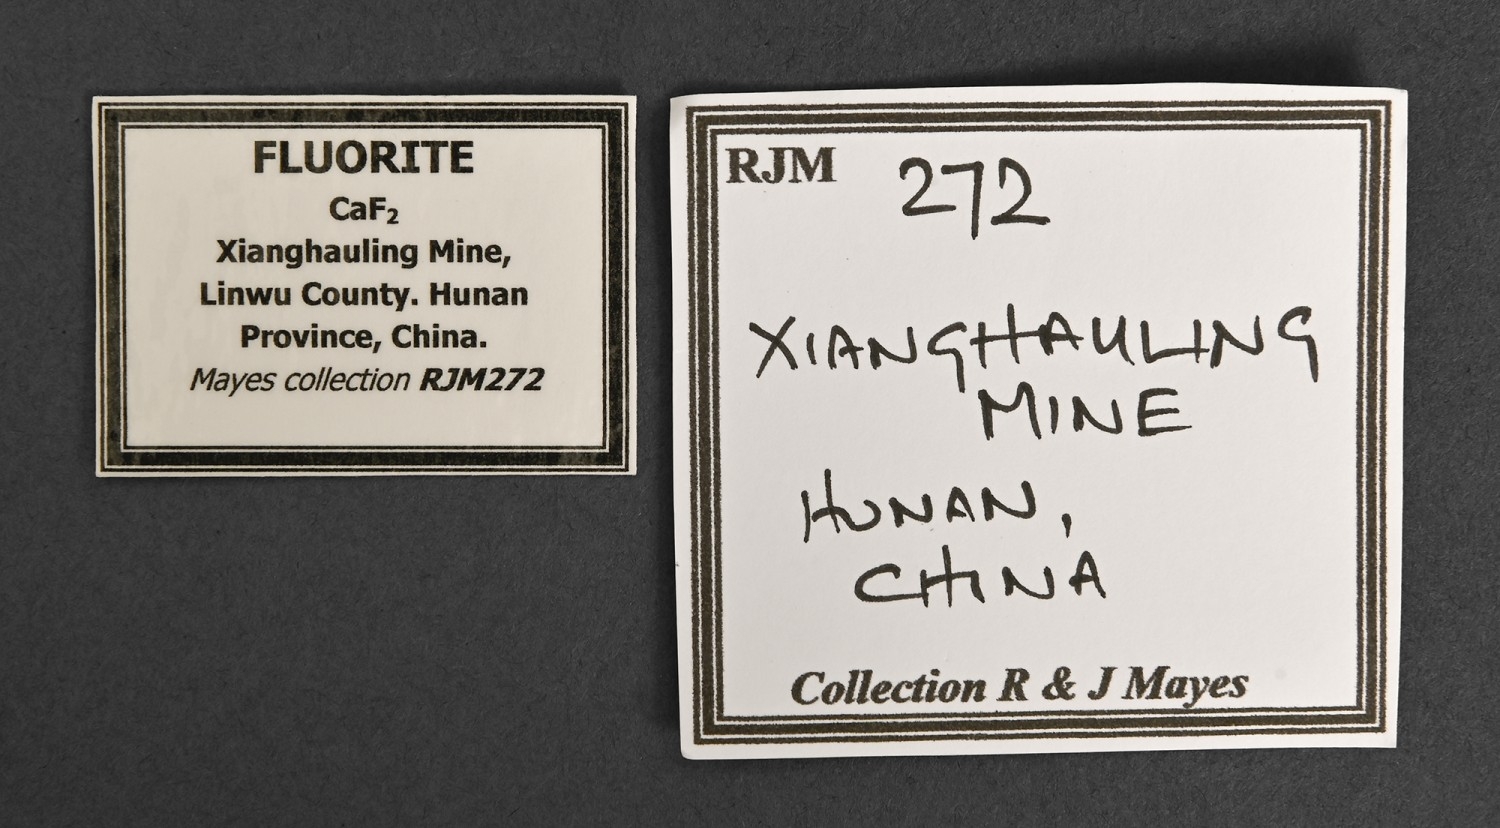 FLUORITE
CaF₂
Xianghauling Mine,
Linwu County. Hunan
Province, China.
Mayes collection RJM272
RJM 272
XIANGHAULING
MINE
HUNAN,
CHINA
Collection R & J Mayes